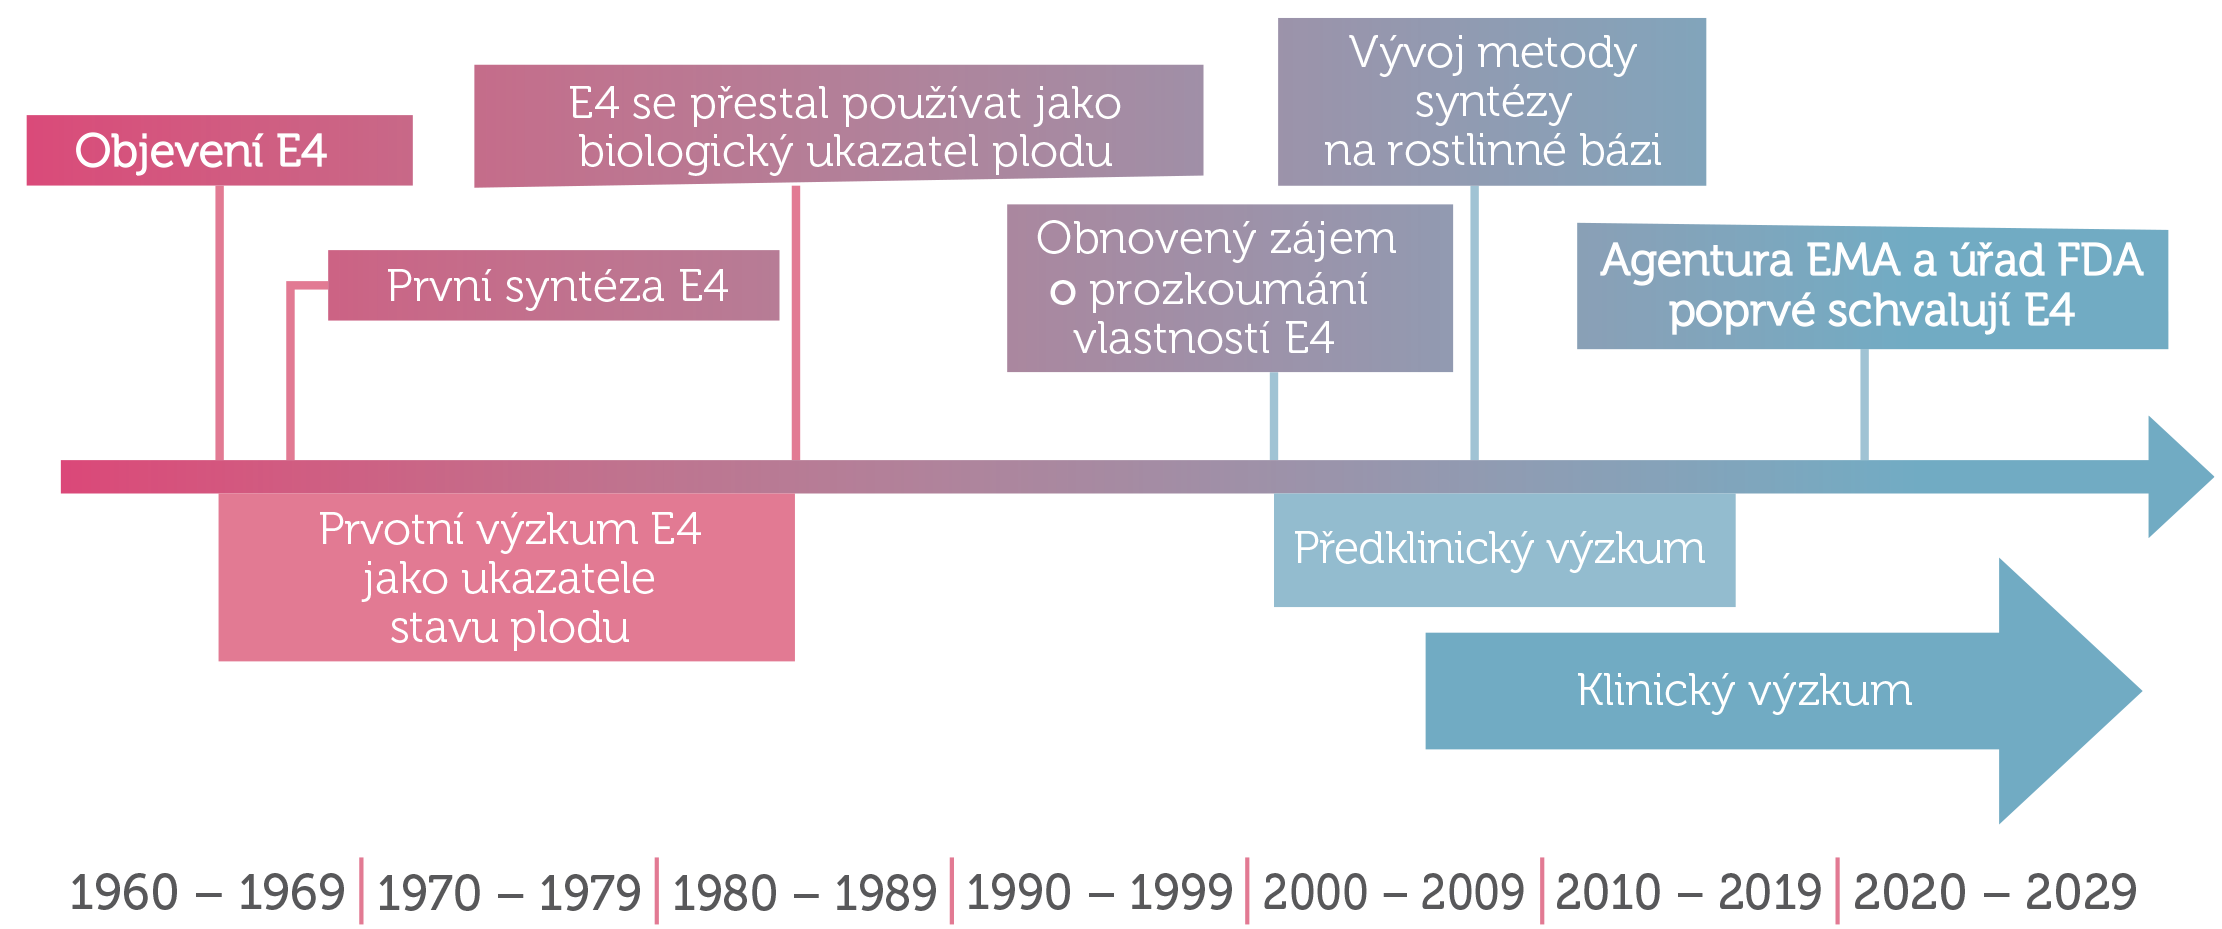 Objevení E4
E4 se přestal používat jako
biologický ukazatel plodu
Vývoj metody
syntézy
na rostlinné bázi
První syntéza E4
Obnovený zájem
o prozkoumání
vlastností E4
Agentura EMA a úřad FDA
poprvé schvalují E4
Prvotní výzkum E4
jako ukazatele
stavu plodu
Předklinický výzkum
Klinický výzkum
1960 – 1969 1970 – 1979 1980 – 1989 1990 – 1999 2000 – 2009 2010 – 2019 2020 – 2029